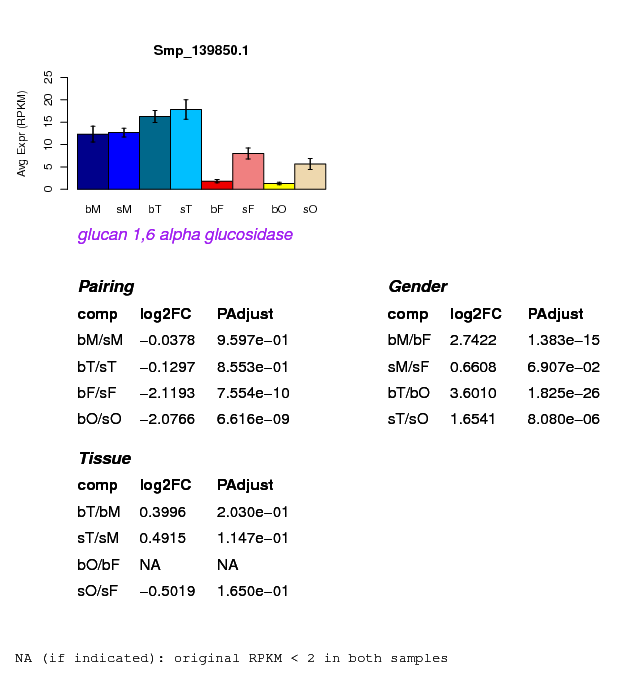 Smp_139850.1
Avg Expr (RPKM)
0 5 10 15 20 25
bM sM bT sT bF sF bO sO
glucan 1,6 alpha glucosidase
Pairing
comp log2FC PAdjust
bM/sM −0.0378 9.597e−01
bT/sT −0.1297 8.553e−01
bF/sF −2.1193 7.554e−10
bO/sO −2.0766 6.616e−09
Gender
comp log2FC PAdjust
bM/bF 2.7422 1.383e−15
sM/sF 0.6608 6.907e−02
bT/bO 3.6010 1.825e−26
sT/sO 1.6541 8.080e−06
Tissue
comp log2FC PAdjust
bT/bM 0.3996 2.030e−01
sT/sM 0.4915 1.147e−01
bO/bF NA NA
sO/sF −0.5019 1.650e−01
NA (if indicated): original RPKM < 2 in both samples